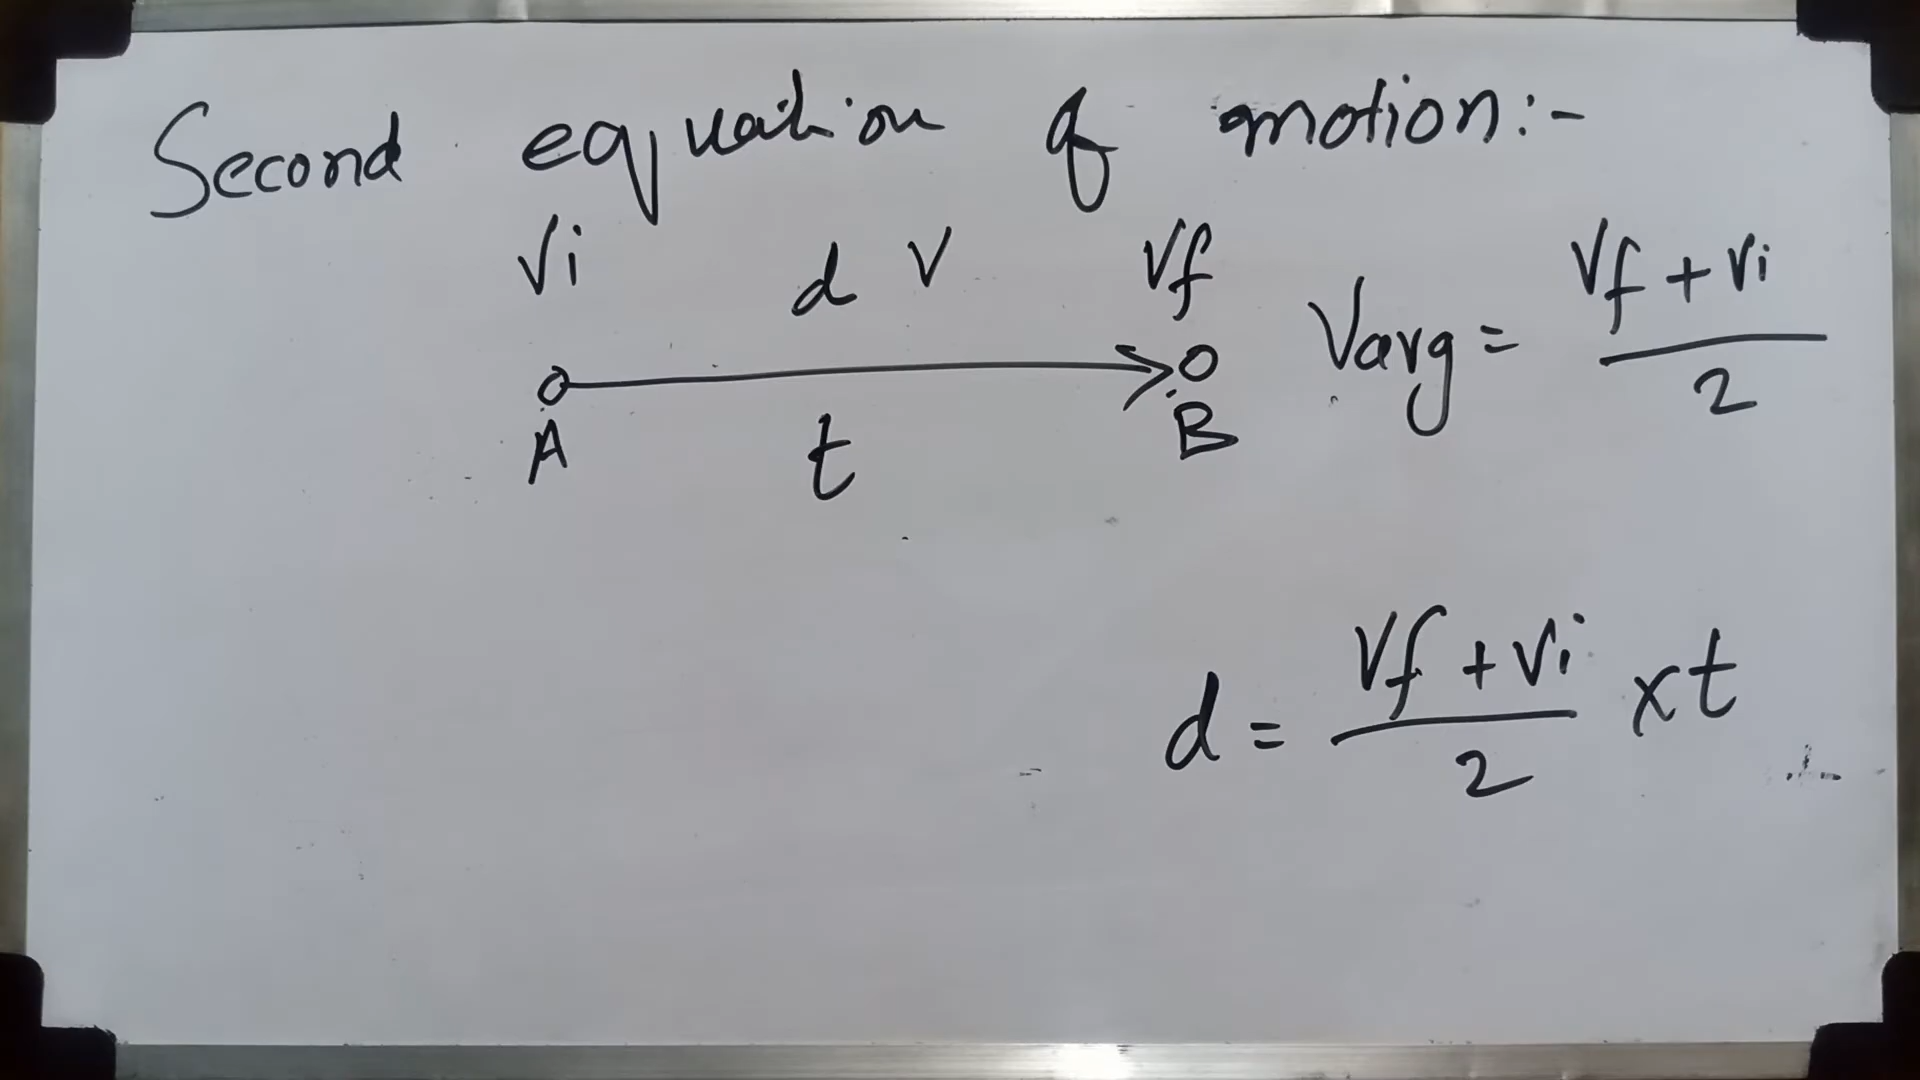 Second equation of motion:-
Vi d V Vf
Varg = Vf + Vi / 2
A t B
d = Vf + Vi / 2 x t